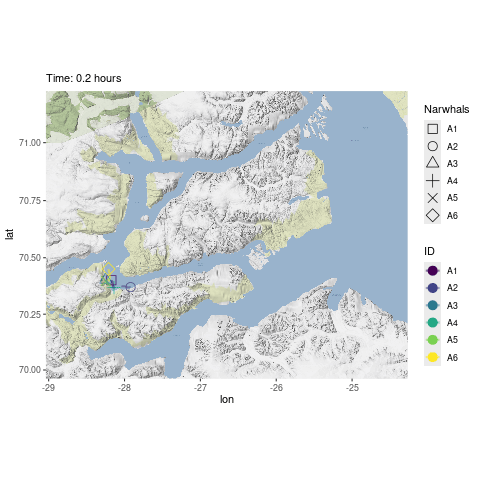 Time: 0.2 hours
71.00
70.75
70.50
70.25
70.00
-29
-28
-27
-26
-25
lon
lat
Narwhals
A1
A2
A3
A4
A5
A6
ID
A1
A2
A3
A4
A5
A6